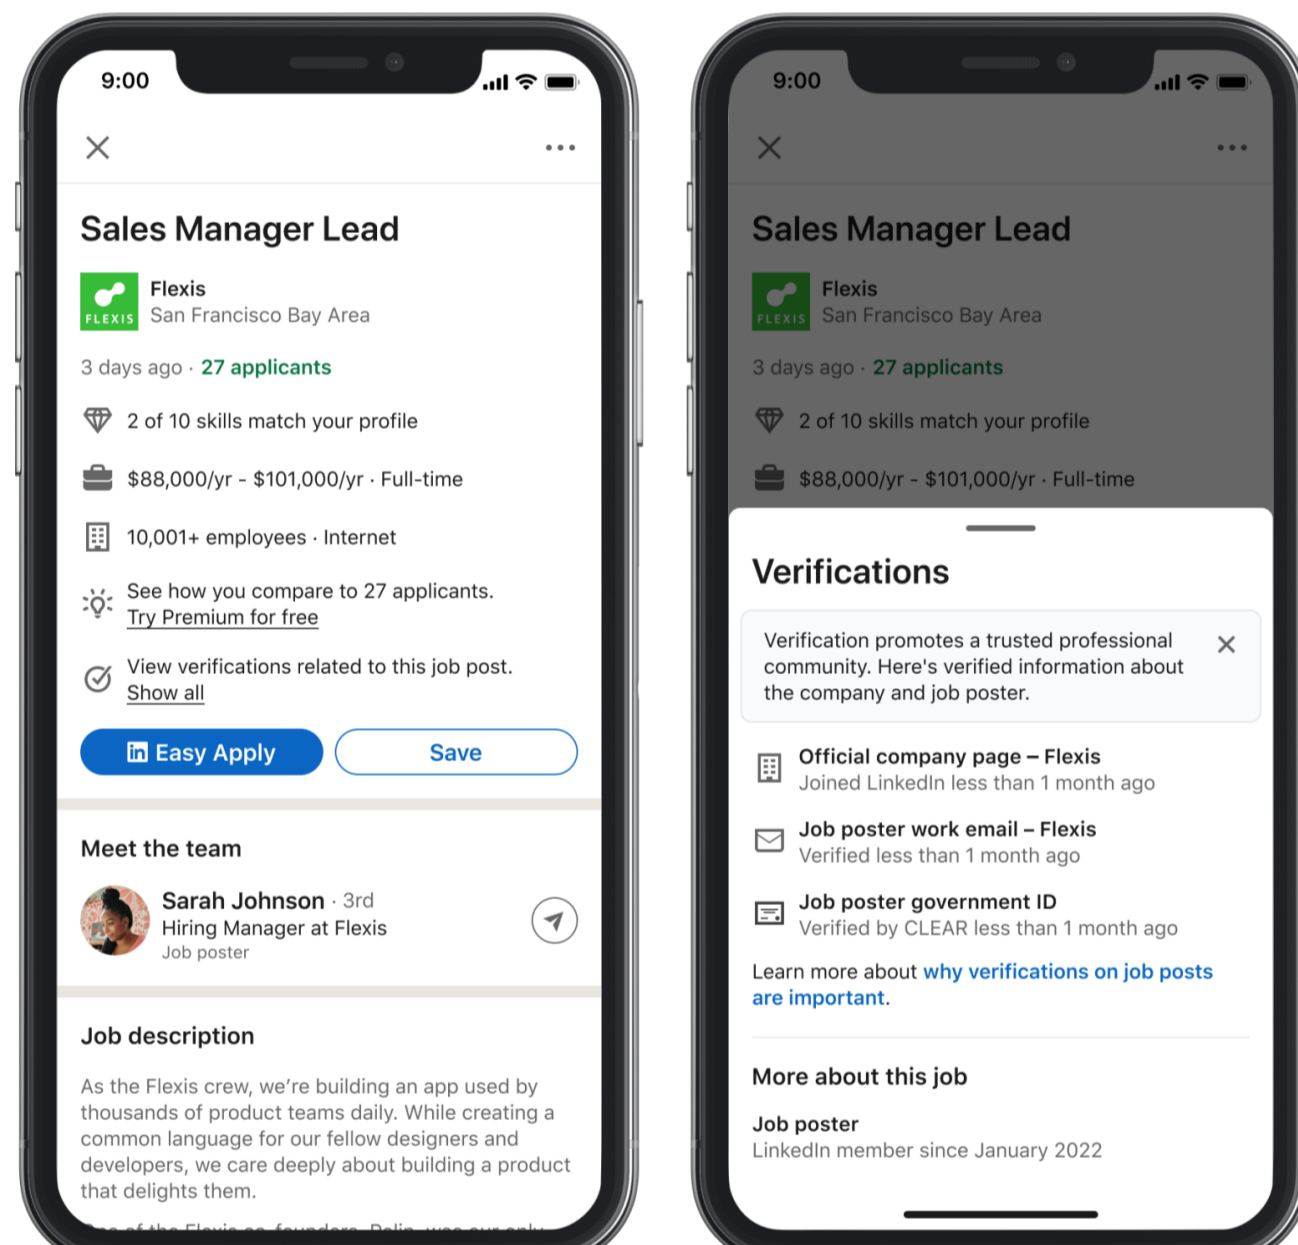 9:00
Sales Manager Lead
FLEXIS
Flexis
San Francisco Bay Area
3 days ago · 27 applicants
2 of 10 skills match your profile
$88,000/yr - $101,000/yr · Full-time
10,001+ employees · Internet
See how you compare to 27 applicants.
Try Premium for free
View verifications related to this job post.
Show all
in Easy Apply
Save
Meet the team
Sarah Johnson · 3rd
Hiring Manager at Flexis
Job poster
Job description
As the Flexis crew, we're building an app used by
thousands of product teams daily. While creating a
common language for our fellow designers and
developers, we care deeply about building a product
that delights them.
of the Flexis co-founders, was our only
9:00
Sales Manager Lead
FLEXIS
Flexis
San Francisco Bay Area
3 days ago · 27 applicants
2 of 10 skills match your profile
$88,000/yr - $101,000/yr · Full-time
Verifications
Verification promotes a trusted professional
community. Here's verified information about
the company and job poster.
Official company page – Flexis
Joined LinkedIn less than 1 month ago
Job poster work email – Flexis
Verified less than 1 month ago
Job poster government ID
Verified by CLEAR less than 1 month ago
Learn more about why verifications on job posts
are important.
More about this job
Job poster
LinkedIn member since January 2022